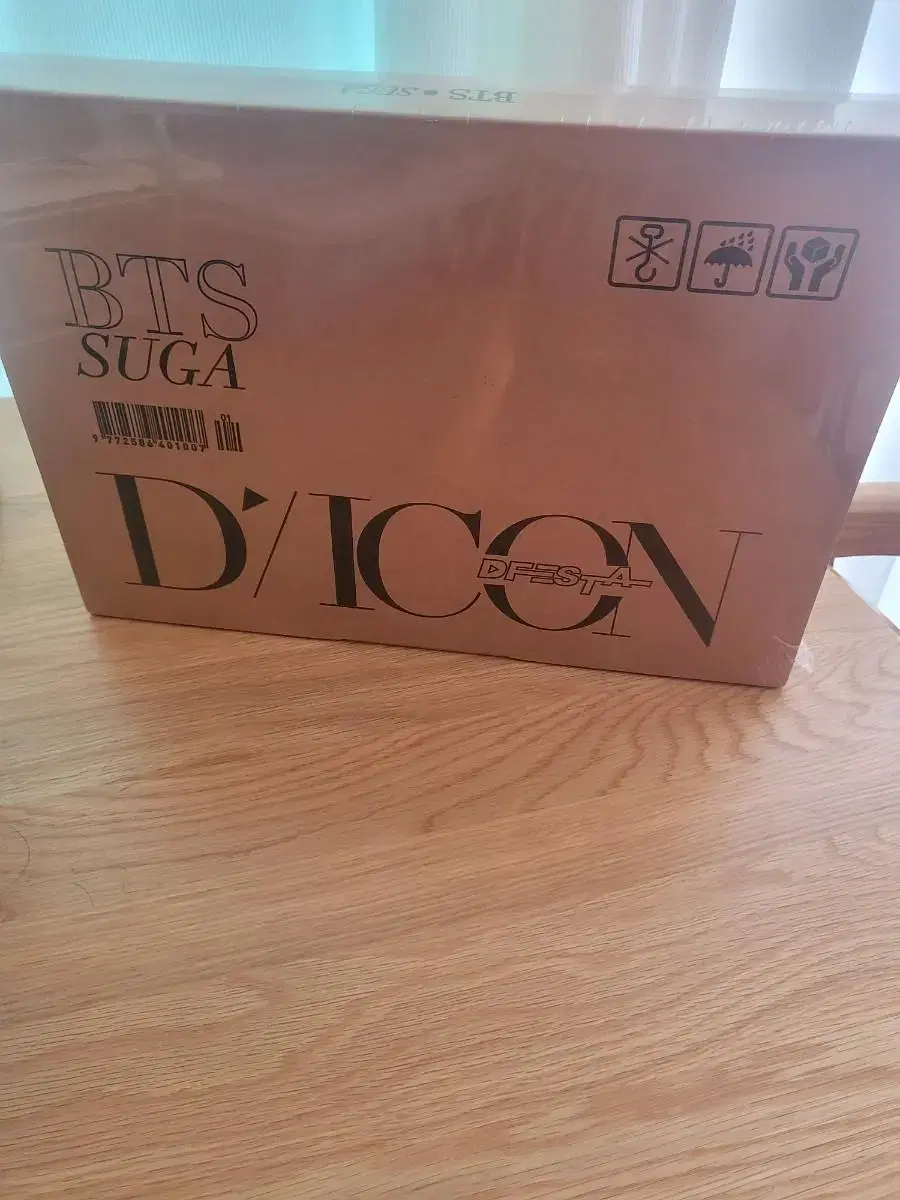 BTS • SUGA
BTS
SUGA
01
9 772586 401007
D'/ICON
DFESTA